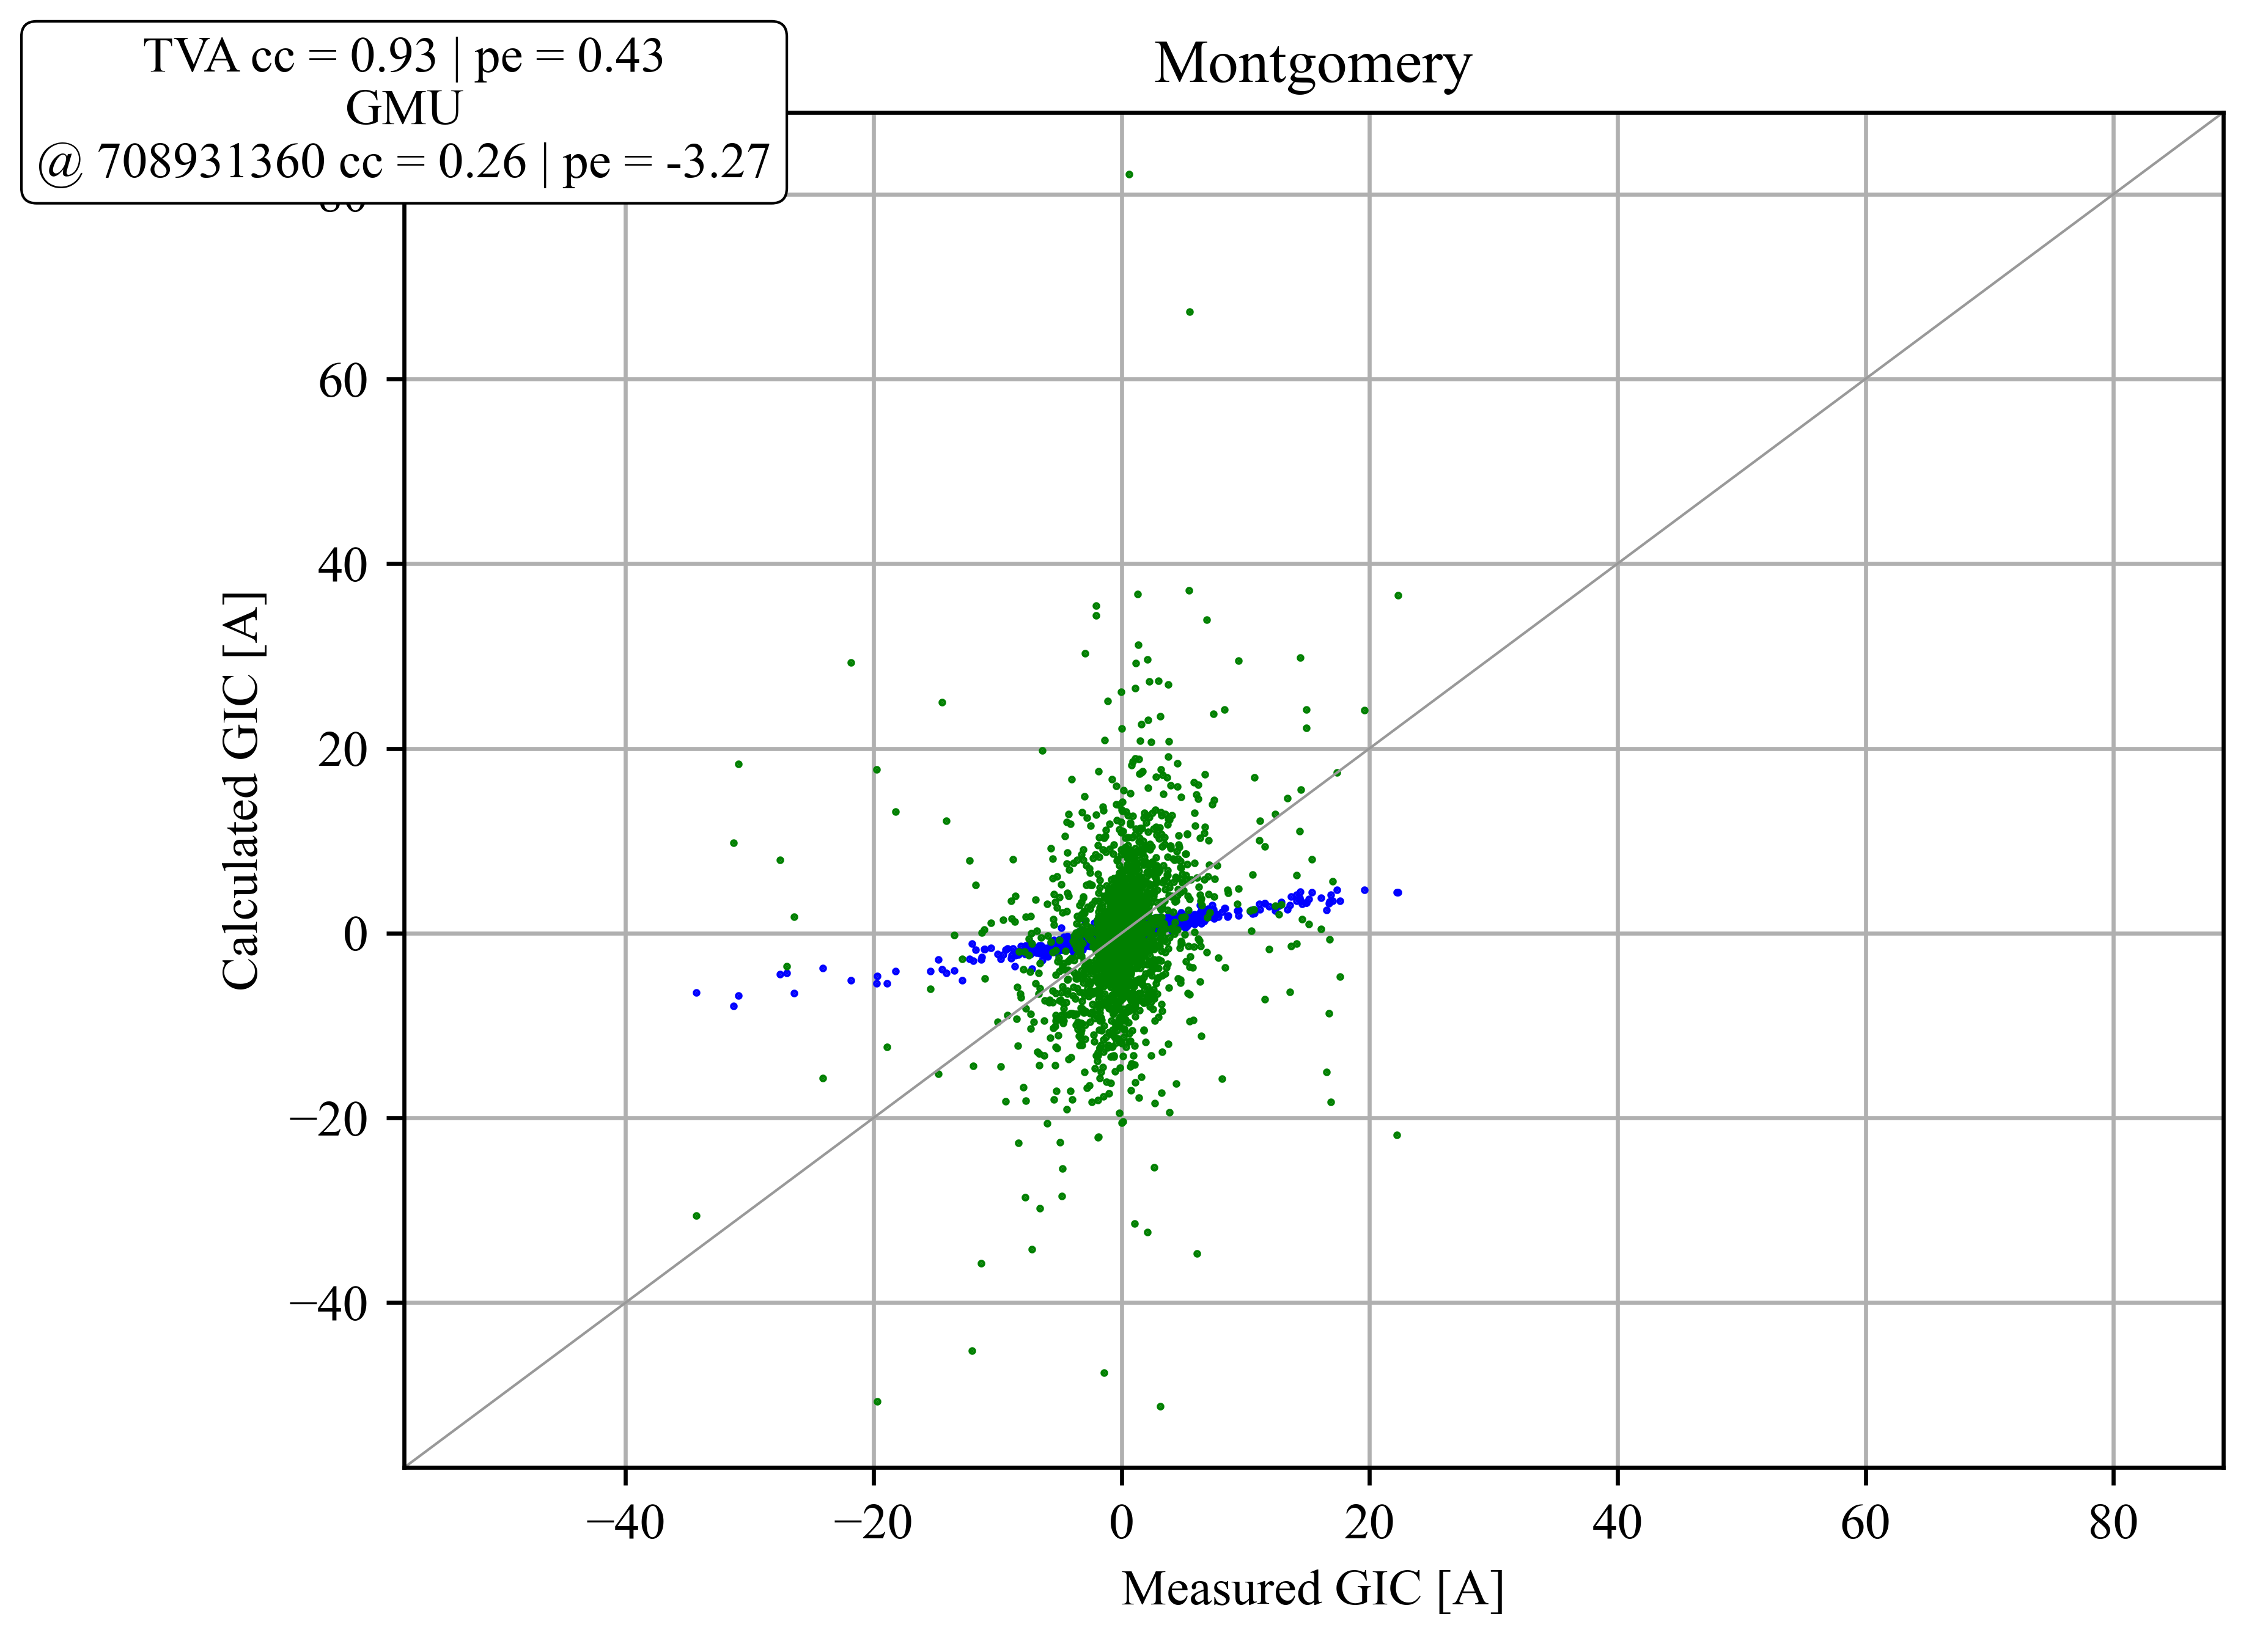 TVA cc = 0.93 | pe = 0.43
GMU
@ 708931360 cc = 0.26 | pe = -3.27
Montgomery
Calculated GIC [A]
60
40
20
0
−20
−40
−40 −20 0 20 40 60 80
Measured GIC [A]